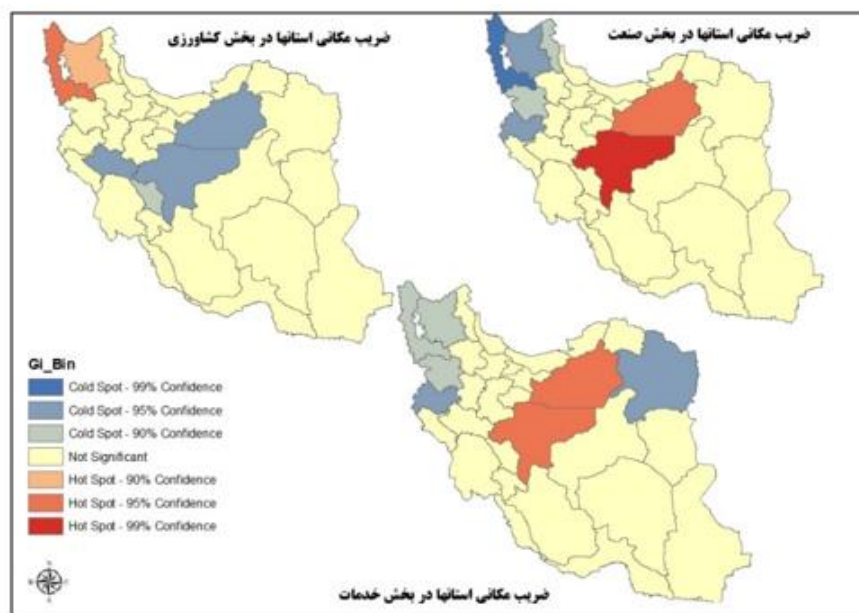 ضریب مکانی استانها در بخش کشاورزی
ضریب مکانی استانها در بخش صنعت
Gi_Bin
Cold Spot - 99% Confidence
Cold Spot - 95% Confidence
Cold Spot - 90% Confidence
Not Significant
Hot Spot - 90% Confidence
Hot Spot - 95% Confidence
Hot Spot - 99% Confidence
ضریب مکانی استانها در بخش خدمات